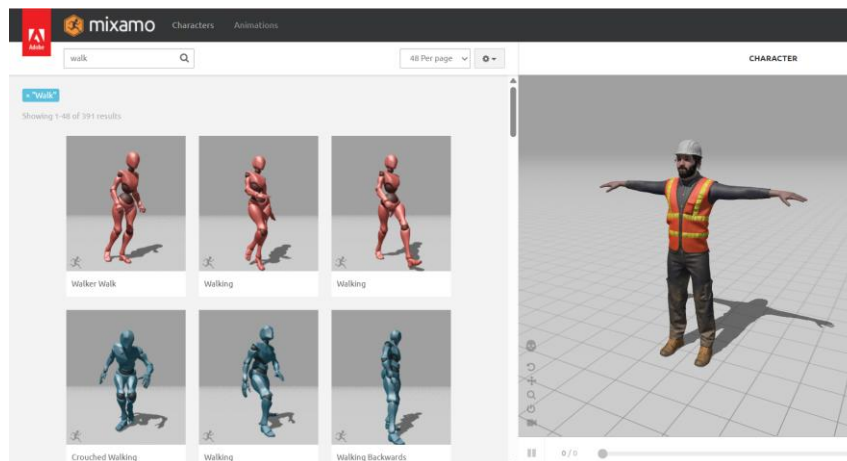 Adobe
mixamo Characters Animations
walk
48 Per page
CHARACTER
× "Walk"
Showing 1-48 of 391 results
Walker Walk
Walking
Walking
Crouched Walking
Walking
Walking Backwards
0 / 0